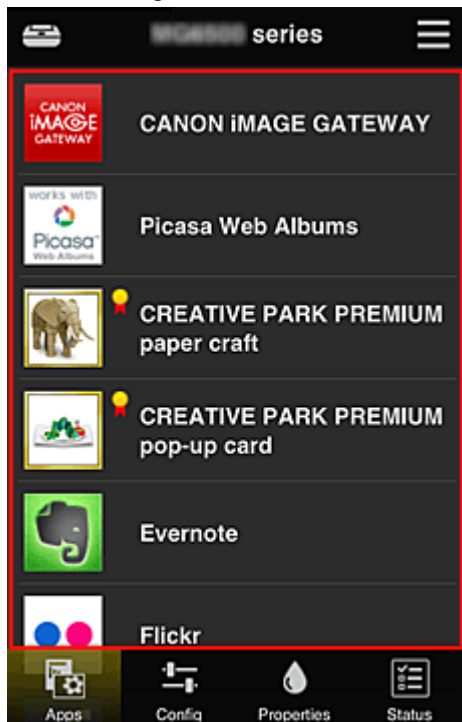 series
CANON
iMAGE
GATEWAY
CANON iMAGE GATEWAY
works with
Picasa™
Web Albums
Picasa Web Albums
CREATIVE PARK PREMIUM
paper craft
CREATIVE PARK PREMIUM
pop-up card
Evernote
Flickr
Apps
Config
Properties
Status